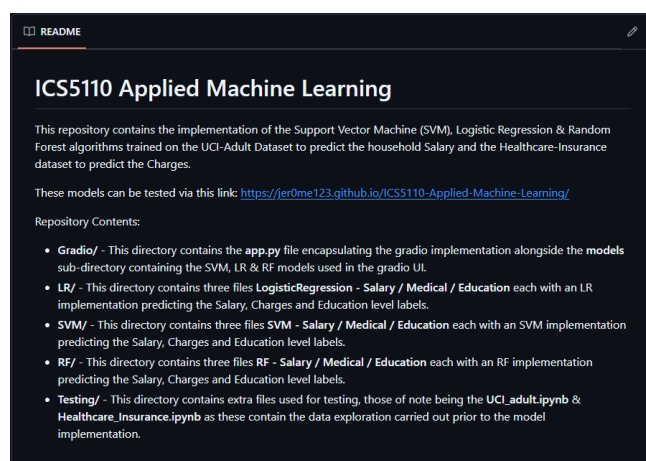 README
ICS5110 Applied Machine Learning
This repository contains the implementation of the Support Vector Machine (SVM), Logistic Regression & Random
Forest algorithms trained on the UCI-Adult Dataset to predict the household Salary and the Healthcare-Insurance
dataset to predict the Charges.
These models can be tested via this link: https://jer0me123.github.io/ICS5110-Applied-Machine-Learning/
Repository Contents:
• Gradio/ - This directory contains the app.py file encapsulating the gradio implementation alongside the models
sub-directory containing the SVM, LR & RF models used in the gradio UI.
• LR/ - This directory contains three files LogisticRegression - Salary / Medical / Education each with an LR
implementation predicting the Salary, Charges and Education level labels.
• SVM/ - This directory contains three files SVM - Salary / Medical / Education each with an SVM implementation
predicting the Salary, Charges and Education level labels.
• RF/ - This directory contains three files RF - Salary / Medical / Education each with an RF implementation
predicting the Salary, Charges and Education level labels.
• Testing/ - This directory contains extra files used for testing, those of note being the UCI_adult.ipynb &
Healthcare_Insurance.ipynb as these contain the data exploration carried out prior to the model
implementation.